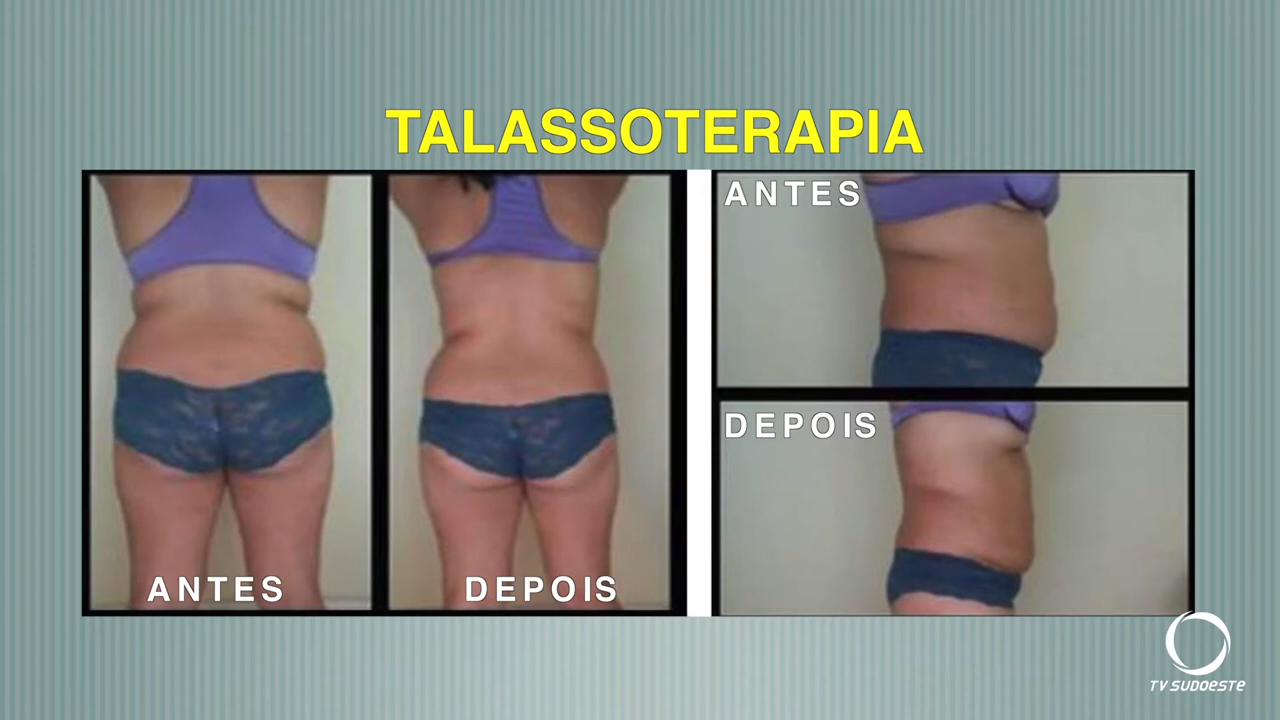 TALASSOTERAPIA
ANTES
DEPOIS
ANTES
DEPOIS
TV SUDOESTE